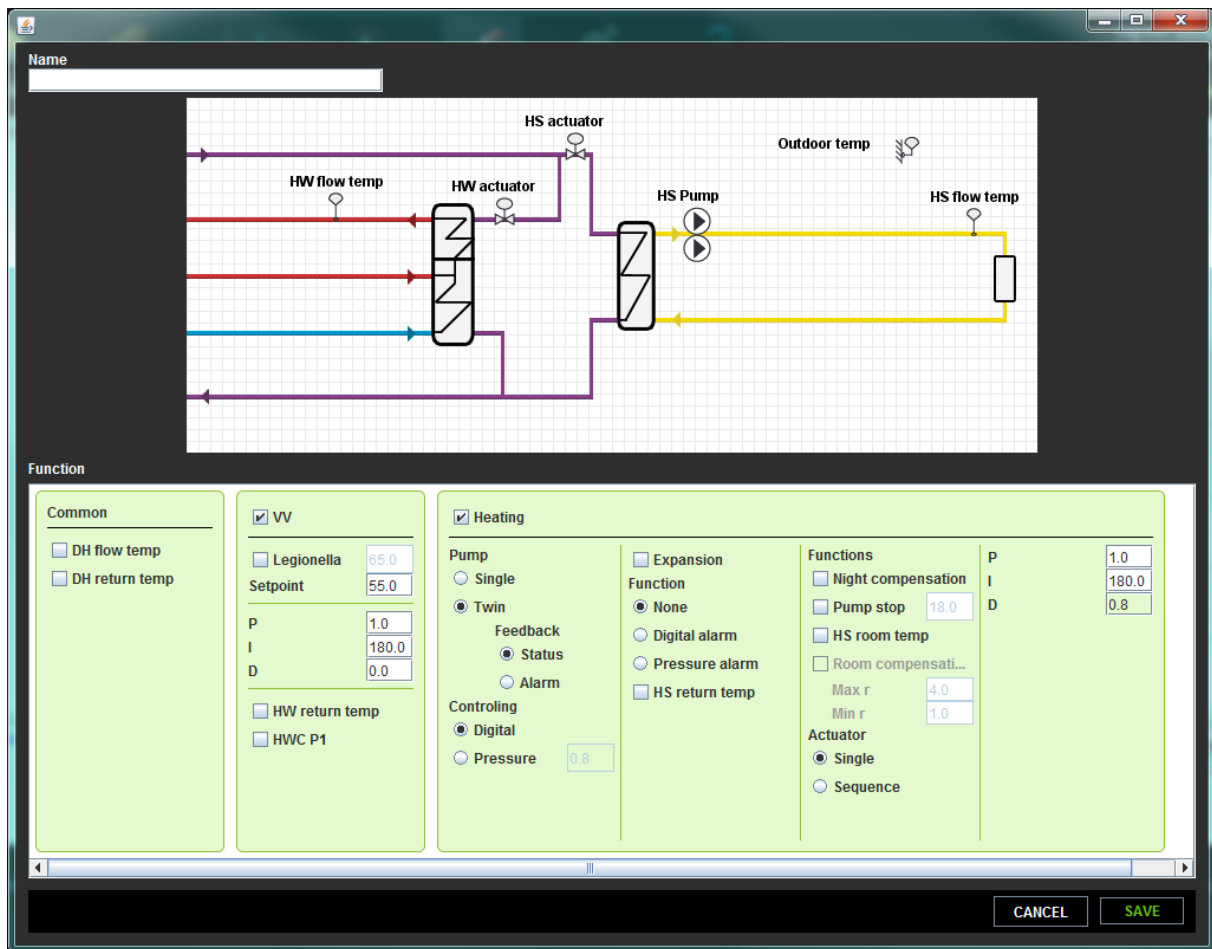 Name
HS actuator
Outdoor temp
HW flow temp
HW actuator
HS Pump
HS flow temp
Function
Common
DH flow temp
DH return temp
VV
Legionella 65.0
Setpoint 55.0
P 1.0
I 180.0
D 0.0
HW return temp
HWC P1
Heating
Pump
Single
Twin
Feedback
Status
Alarm
Controling
Digital
Pressure 0.8
Expansion
Function
None
Digital alarm
Pressure alarm
HS return temp
Functions
Night compensation
Pump stop 18.0
HS room temp
Room compensati...
Max r 4.0
Min r 1.0
Actuator
Single
Sequence
P 1.0
I 180.0
D 0.8
CANCEL SAVE